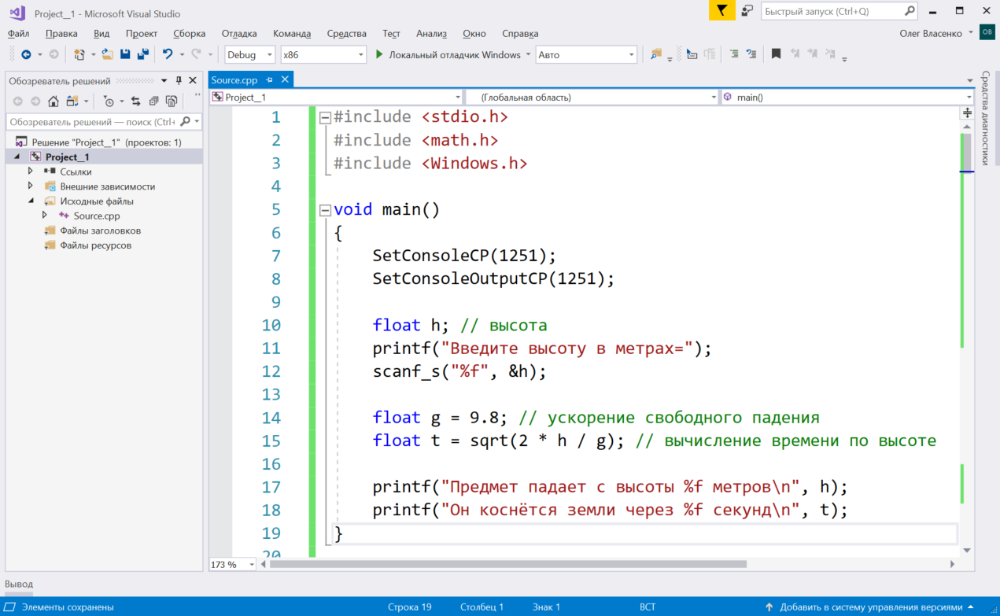 Project__1 - Microsoft Visual Studio
Быстрый запуск (Ctrl+Q)
Файл Правка Вид Проект Сборка Отладка Команда Средства Тест Анализ Окно Справка
Олег Власенко ОВ
Debug x86 Локальный отладчик Windows Авто
Обозреватель решений
Обозреватель решений — поиск (Ctrl+
Решение "Project__1" (проектов: 1)
Project__1
Ссылки
Внешние зависимости
Исходные файлы
Source.cpp
Файлы заголовков
Файлы ресурсов
Source.cpp
Project__1 (Глобальная область) main()
1 #include <stdio.h>
2 #include <math.h>
3 #include <Windows.h>
4
5 void main()
6 {
7 SetConsoleCP(1251);
8 SetConsoleOutputCP(1251);
9
10 float h; // высота
11 printf("Введите высоту в метрах=");
12 scanf_s("%f", &h);
13
14 float g = 9.8; // ускорение свободного падения
15 float t = sqrt(2 * h / g); // вычисление времени по высоте
16
17 printf("Предмет падает с высоты %f метров\n", h);
18 printf("Он коснётся земли через %f секунд\n", t);
19 }
20
173 %
Средства диагностики
Вывод
Элементы сохранены Строка 19 Столбец 1 Знак 1 ВСТ Добавить в систему управления версиями